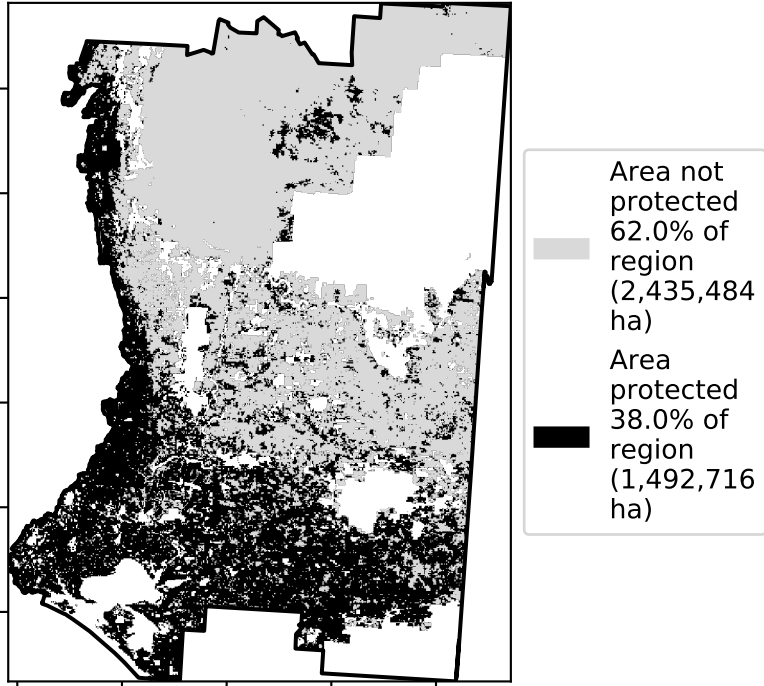 Area not
protected
62.0% of
region
(2,435,484
ha)
Area
protected
38.0% of
region
(1,492,716
ha)